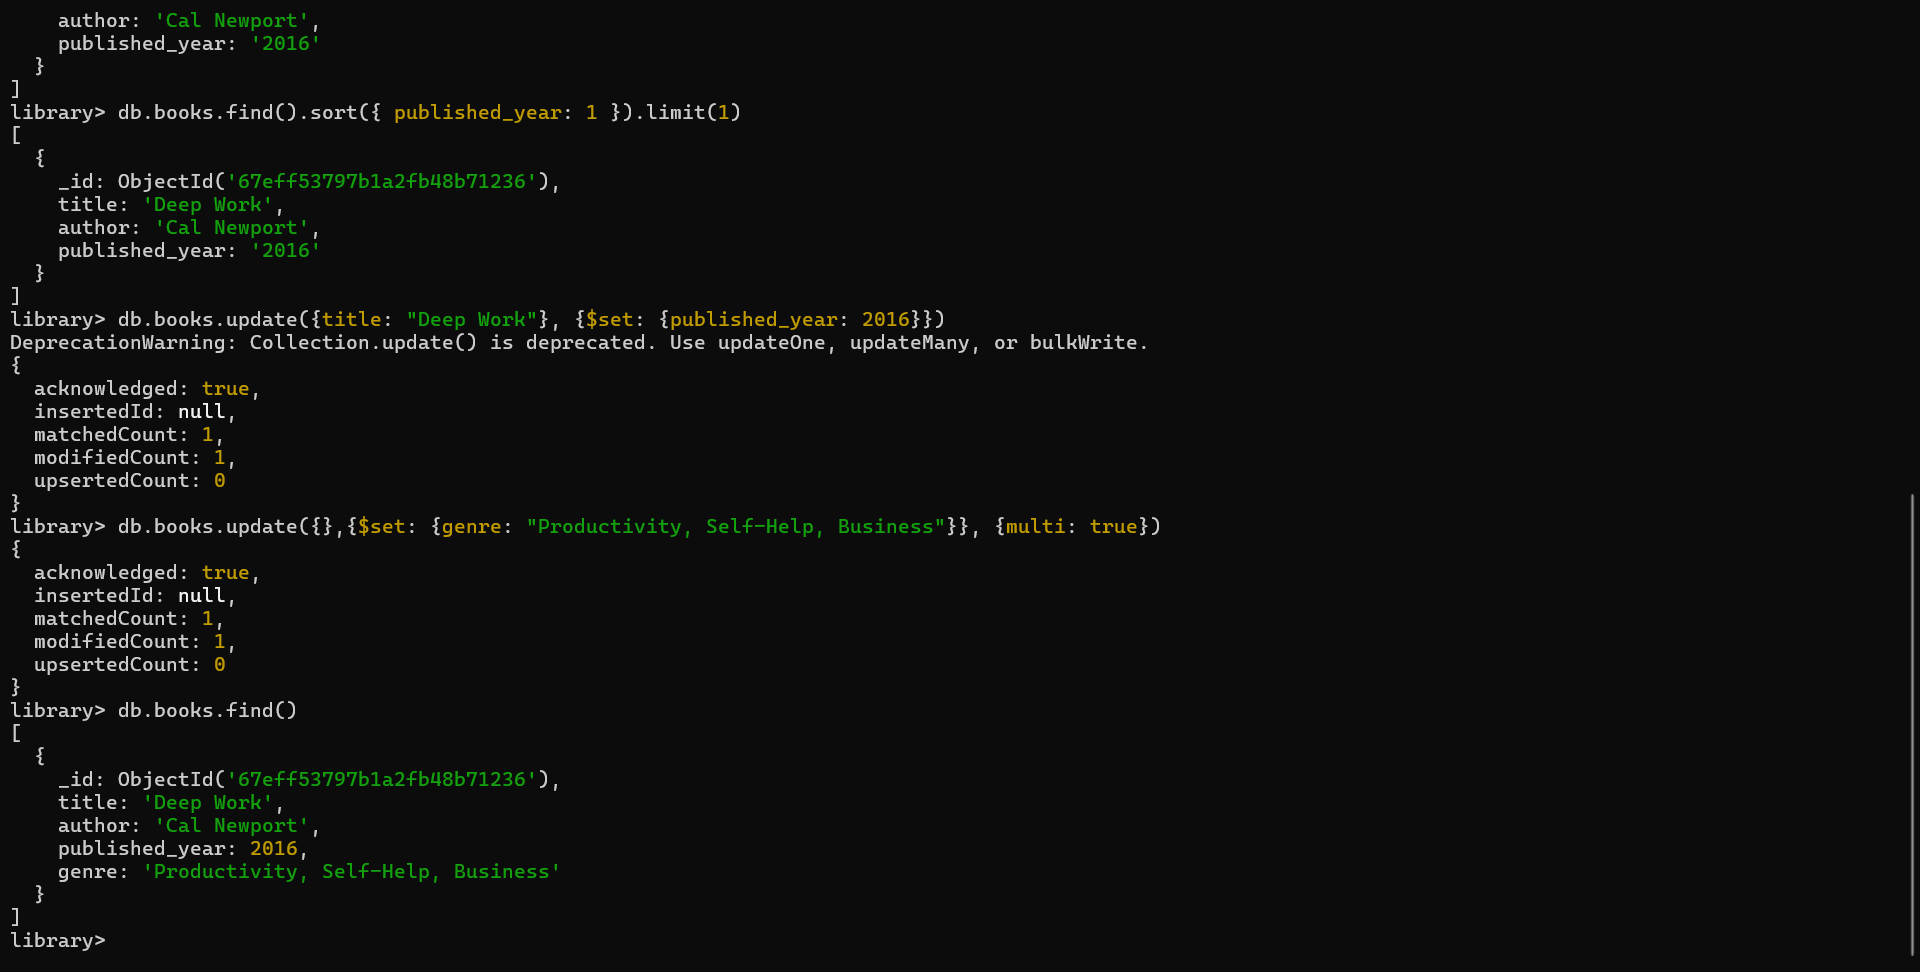 author: 'Cal Newport',
    published_year: '2016'
  }
]
library> db.books.find().sort({ published_year: 1 }).limit(1)
[
  {
    _id: ObjectId('67eff53797b1a2fb48b71236'),
    title: 'Deep Work',
    author: 'Cal Newport',
    published_year: '2016'
  }
]
library> db.books.update({title: "Deep Work"}, {$set: {published_year: 2016}})
DeprecationWarning: Collection.update() is deprecated. Use updateOne, updateMany, or bulkWrite.
{
  acknowledged: true,
  insertedId: null,
  matchedCount: 1,
  modifiedCount: 1,
  upsertedCount: 0
}
library> db.books.update({},{$set: {genre: "Productivity, Self-Help, Business"}}, {multi: true})
{
  acknowledged: true,
  insertedId: null,
  matchedCount: 1,
  modifiedCount: 1,
  upsertedCount: 0
}
library> db.books.find()
[
  {
    _id: ObjectId('67eff53797b1a2fb48b71236'),
    title: 'Deep Work',
    author: 'Cal Newport',
    published_year: 2016,
    genre: 'Productivity, Self-Help, Business'
  }
]
library>